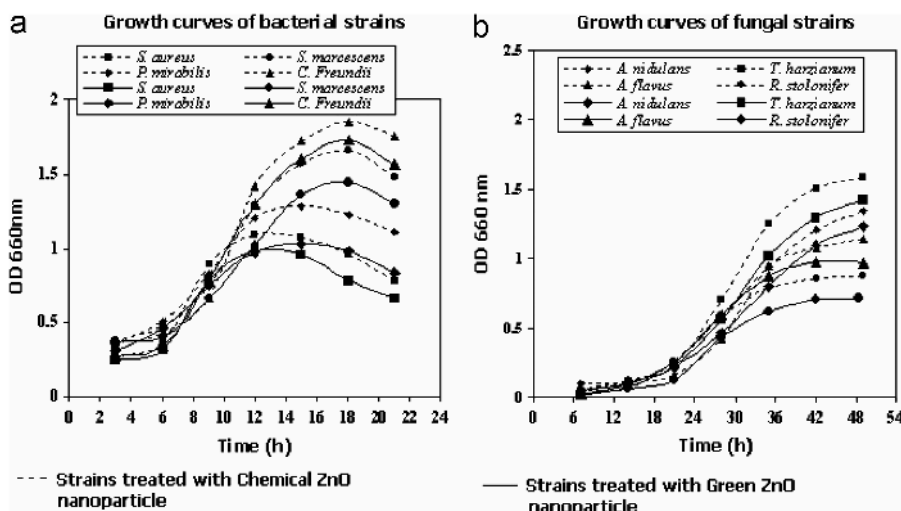 a
Growth curves of bacterial strains
S. aureus
S. marcescens
P. mirabilis
C. Freundii
S. aureus
S. marcescens
P. mirabilis
C. Freundii
2
1.5
1
0.5
0
OD 660nm
0 2 4 6 8 10 12 14 16 18 20 22
Time (h)
b
Growth curves of fungal strains
A. nidulans
T. harzianum
A. flavus
R. stolonifer
A. nidulans
T. harzianum
A. flavus
R. stolonifer
2.5
2
1.5
1
0.5
0
OD 660 nm
0 6 12 18 24 30 36 42 48 54
Time (h)
Strains treated with Chemical ZnO
nanoparticle
Strains treated with Green ZnO
nanoparticle